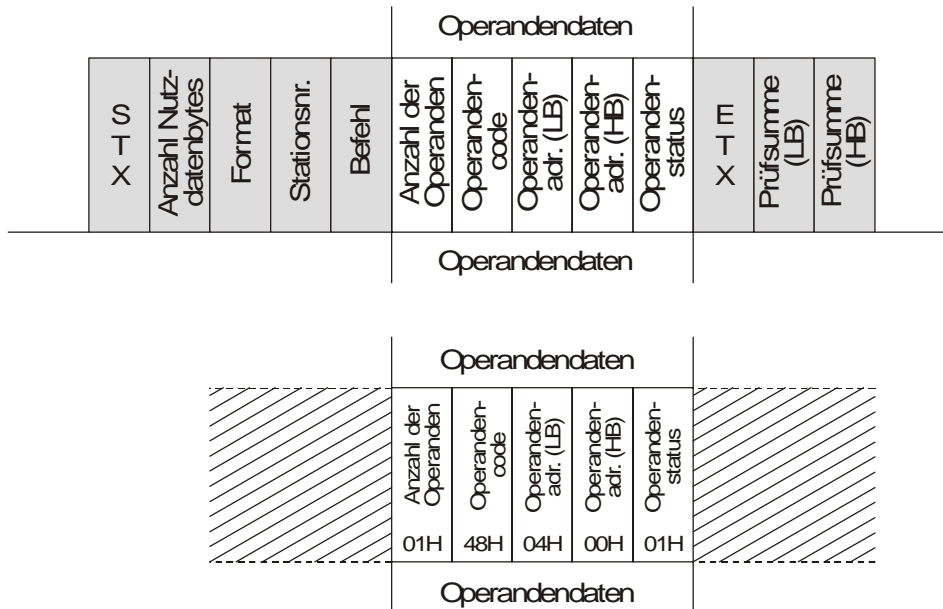 Operandendaten
S
T
X
Anzahl Nutz-
datenbytes
Format
Stationsnr.
Befehl
Anzahl der
Operanden
Operanden-
code
Operanden-
adr. (LB)
Operanden-
adr. (HB)
Operanden-
status
E
T
X
Prüfsumme
(LB)
Prüfsumme
(HB)
Operandendaten
Operandendaten
Anzahl der
Operanden
Operanden-
code
Operanden-
adr. (LB)
Operanden-
adr. (HB)
Operanden-
status
01H
48H
04H
00H
01H
Operandendaten